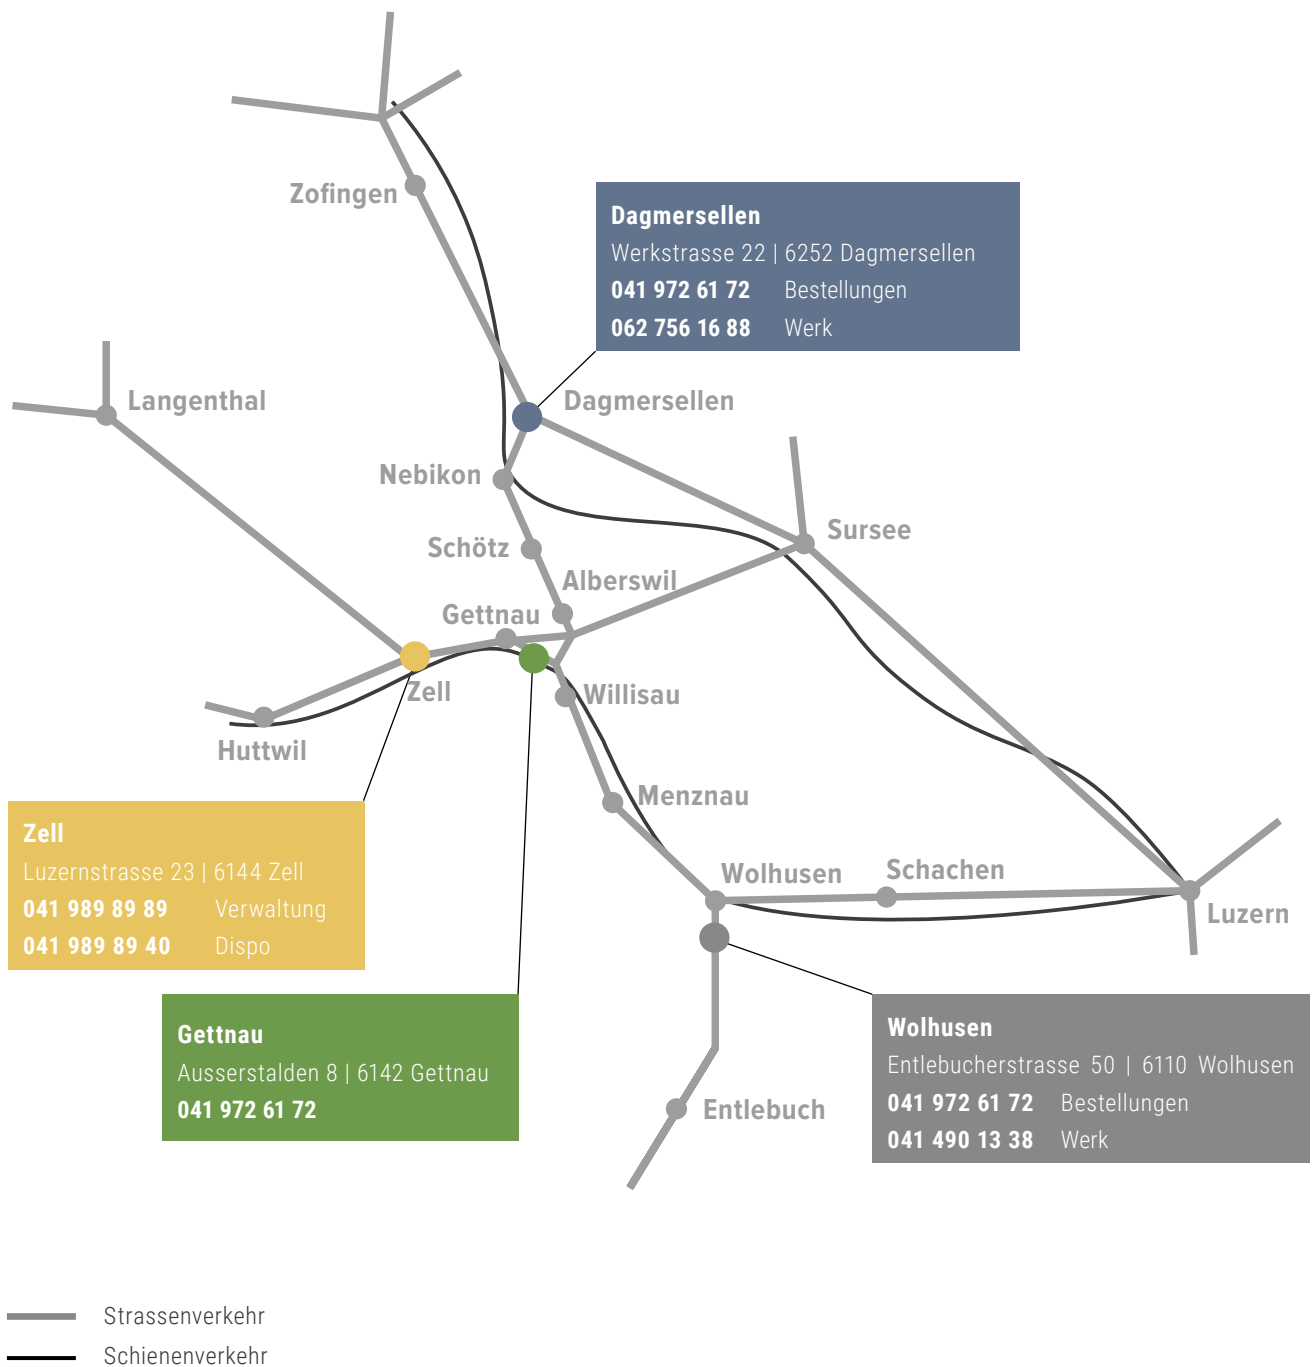 Zofingen
Dagmersellen
Werkstrasse 22 | 6252 Dagmersellen
041 972 61 72 Bestellungen
062 756 16 88 Werk
Langenthal
Dagmersellen
Nebikon
Sursee
Schötz
Alberswil
Gettnau
Zell
Willisau
Huttwil
Menznau
Zell
Luzernstrasse 23 | 6144 Zell
041 989 89 89 Verwaltung
041 989 89 40 Dispo
Wolhusen
Schachen
Luzern
Gettnau
Ausserstalden 8 | 6142 Gettnau
041 972 61 72
Wolhusen
Entlebucherstrasse 50 | 6110 Wolhusen
041 972 61 72 Bestellungen
041 490 13 38 Werk
Entlebuch
Strassenverkehr
Schienenverkehr